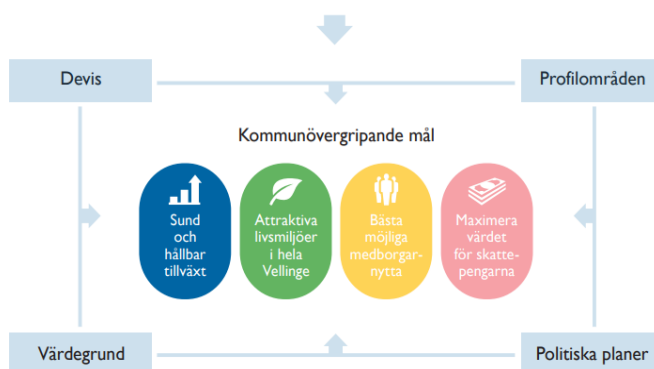 Devis
Profilområden
Kommunövergripande mål
Sund
och
hållbar
tillväxt
Attraktiva
livsmiljöer
i hela
Vellinge
Bästa
möjliga
medborgar-
nytta
Maximera
värdet
för skatte-
pengarna
Värdegrund
Politiska planer